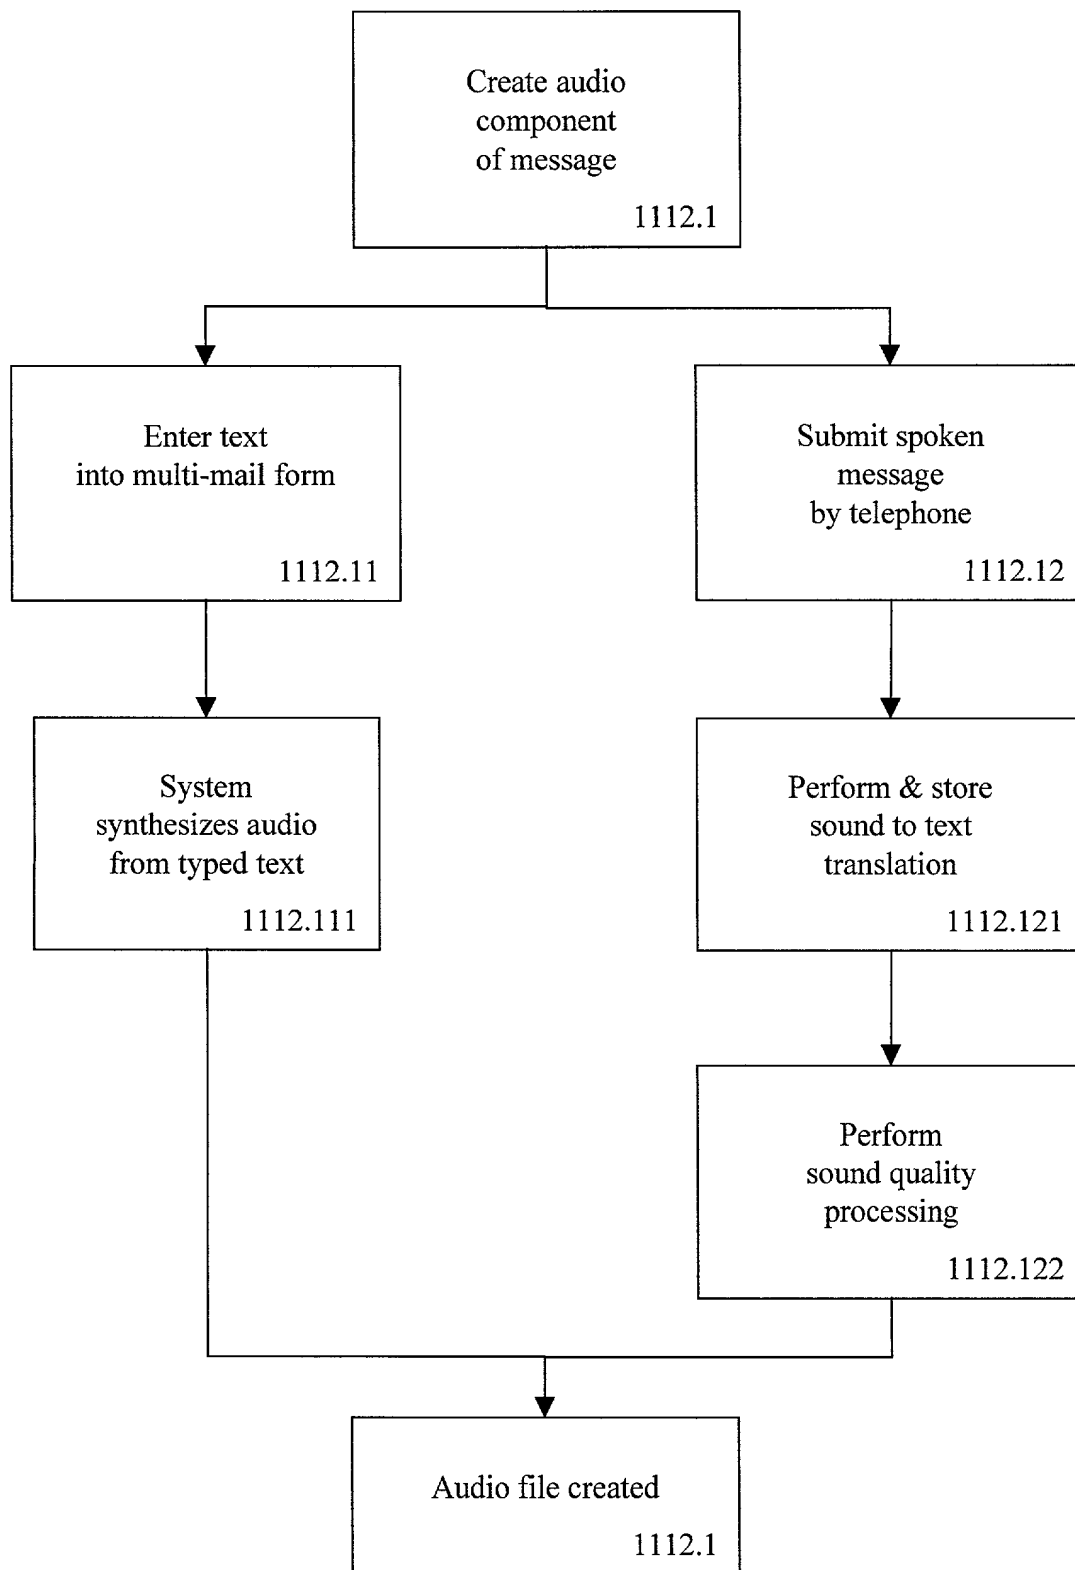 Create audio
component
of message
1112.1
Enter text
into multi-mail form
1112.11
Submit spoken
message
by telephone
1112.12
System
synthesizes audio
from typed text
1112.111
Perform & store
sound to text
translation
1112.121
Perform
sound quality
processing
1112.122
Audio file created
1112.1